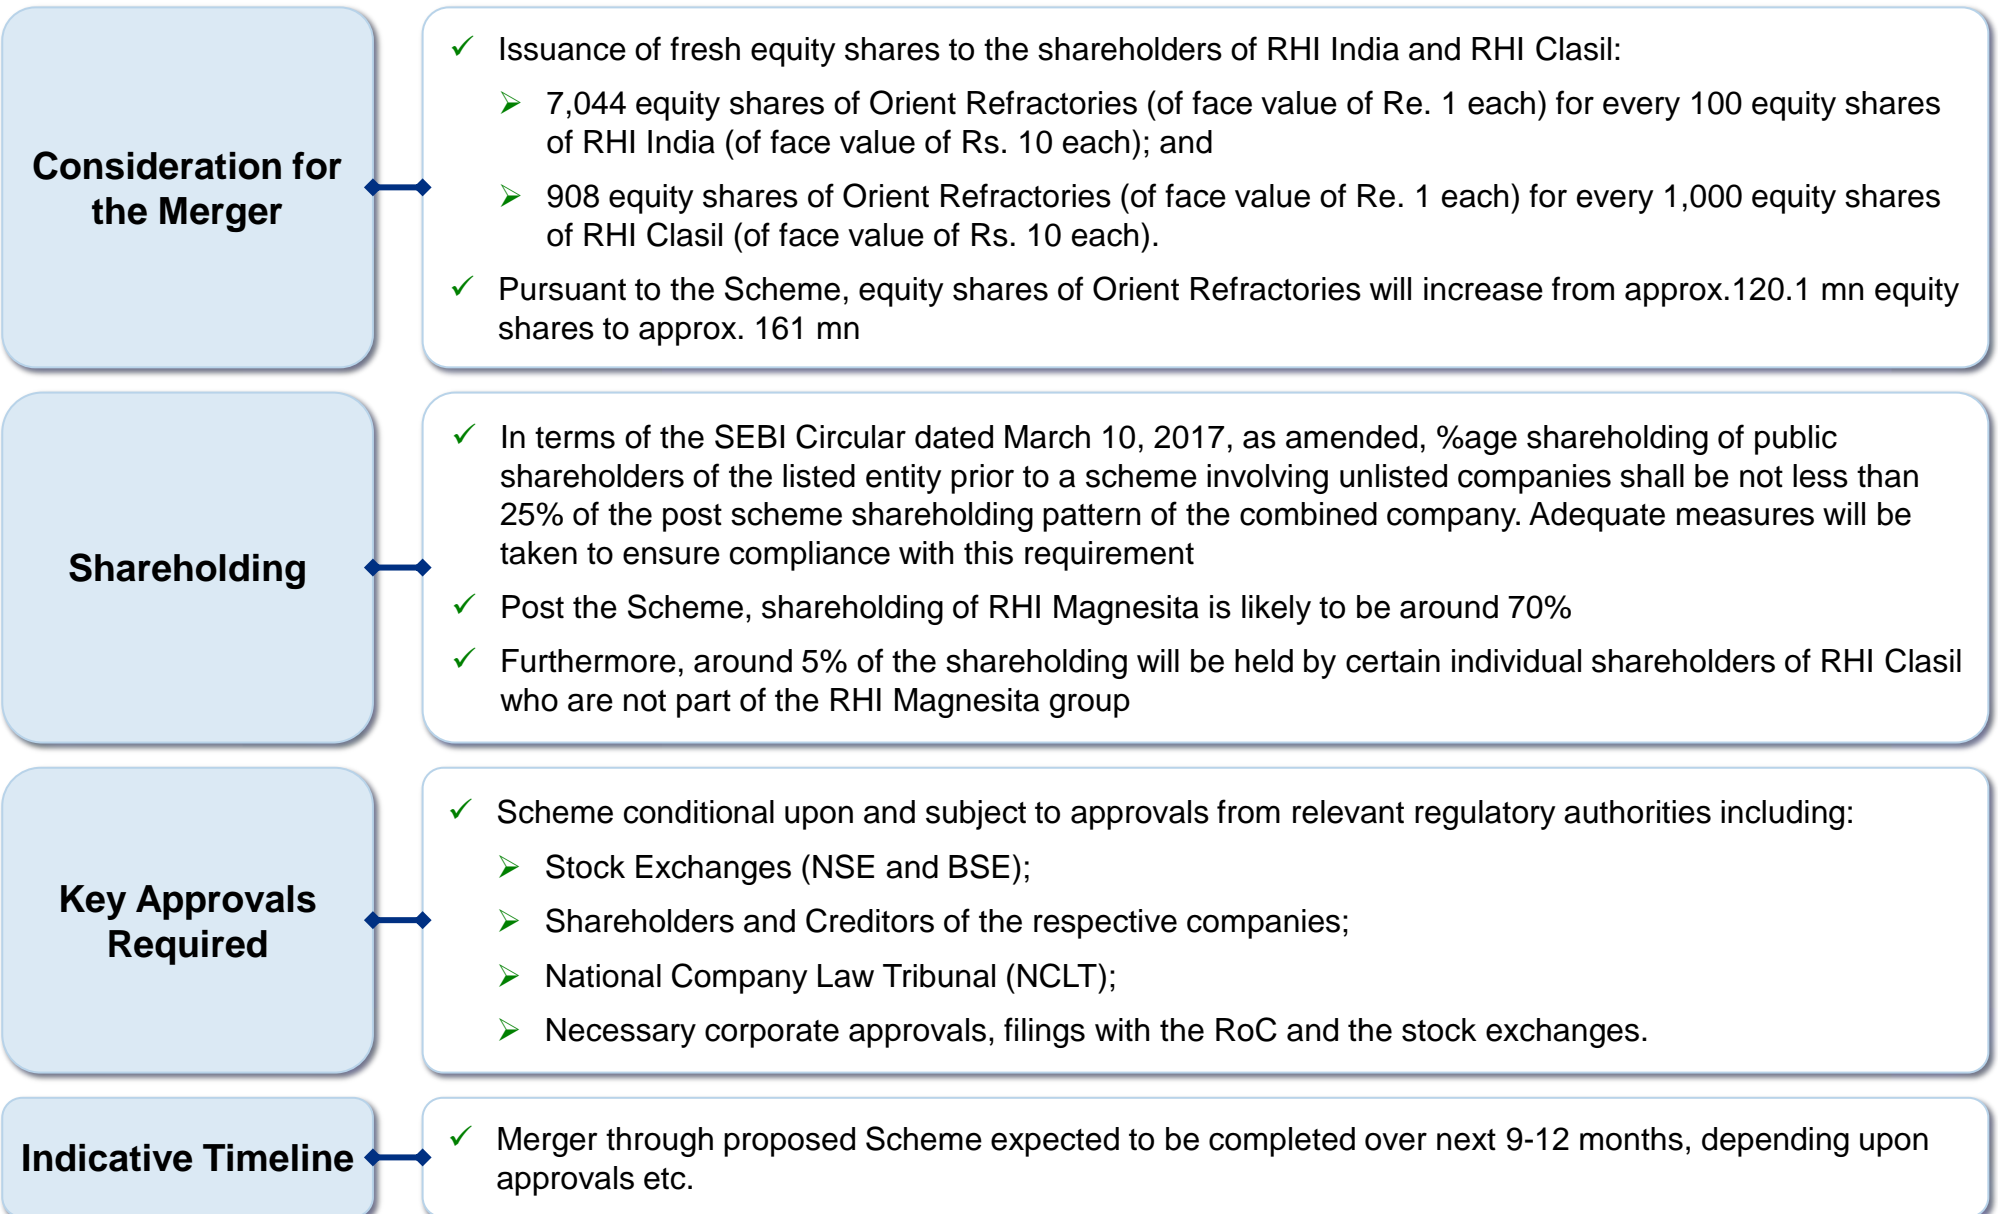 Consideration for
the Merger
✓ Issuance of fresh equity shares to the shareholders of RHI India and RHI Clasil:
➢ 7,044 equity shares of Orient Refractories (of face value of Re. 1 each) for every 100 equity shares
of RHI India (of face value of Rs. 10 each); and
➢ 908 equity shares of Orient Refractories (of face value of Re. 1 each) for every 1,000 equity shares
of RHI Clasil (of face value of Rs. 10 each).
✓ Pursuant to the Scheme, equity shares of Orient Refractories will increase from approx.120.1 mn equity
shares to approx. 161 mn
Shareholding
✓ In terms of the SEBI Circular dated March 10, 2017, as amended, %age shareholding of public
shareholders of the listed entity prior to a scheme involving unlisted companies shall be not less than
25% of the post scheme shareholding pattern of the combined company. Adequate measures will be
taken to ensure compliance with this requirement
✓ Post the Scheme, shareholding of RHI Magnesita is likely to be around 70%
✓ Furthermore, around 5% of the shareholding will be held by certain individual shareholders of RHI Clasil
who are not part of the RHI Magnesita group
Key Approvals
Required
✓ Scheme conditional upon and subject to approvals from relevant regulatory authorities including:
➢ Stock Exchanges (NSE and BSE);
➢ Shareholders and Creditors of the respective companies;
➢ National Company Law Tribunal (NCLT);
➢ Necessary corporate approvals, filings with the RoC and the stock exchanges.
Indicative Timeline
✓ Merger through proposed Scheme expected to be completed over next 9-12 months, depending upon
approvals etc.